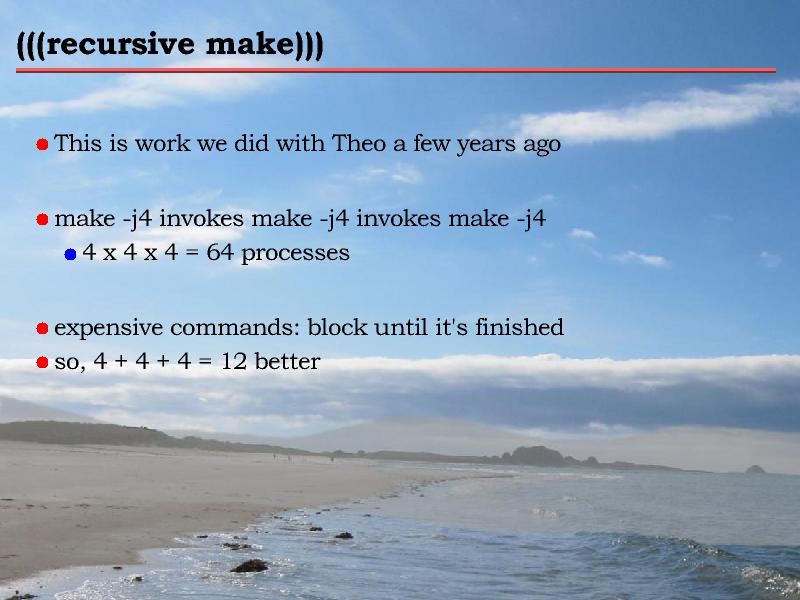 (((recursive make)))
This is work we did with Theo a few years ago
make -j4 invokes make -j4 invokes make -j4
4 x 4 x 4 = 64 processes
expensive commands: block until it's finished
so, 4 + 4 + 4 = 12 better